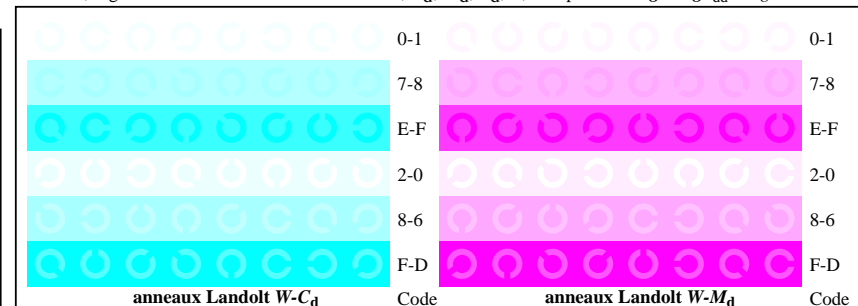 0-1 0-1
7-8 7-8
E-F E-F
2-0 2-0
8-6 8-6
F-D F-D
anneaux Landolt W-Cd Code anneaux Landolt W-Md Code